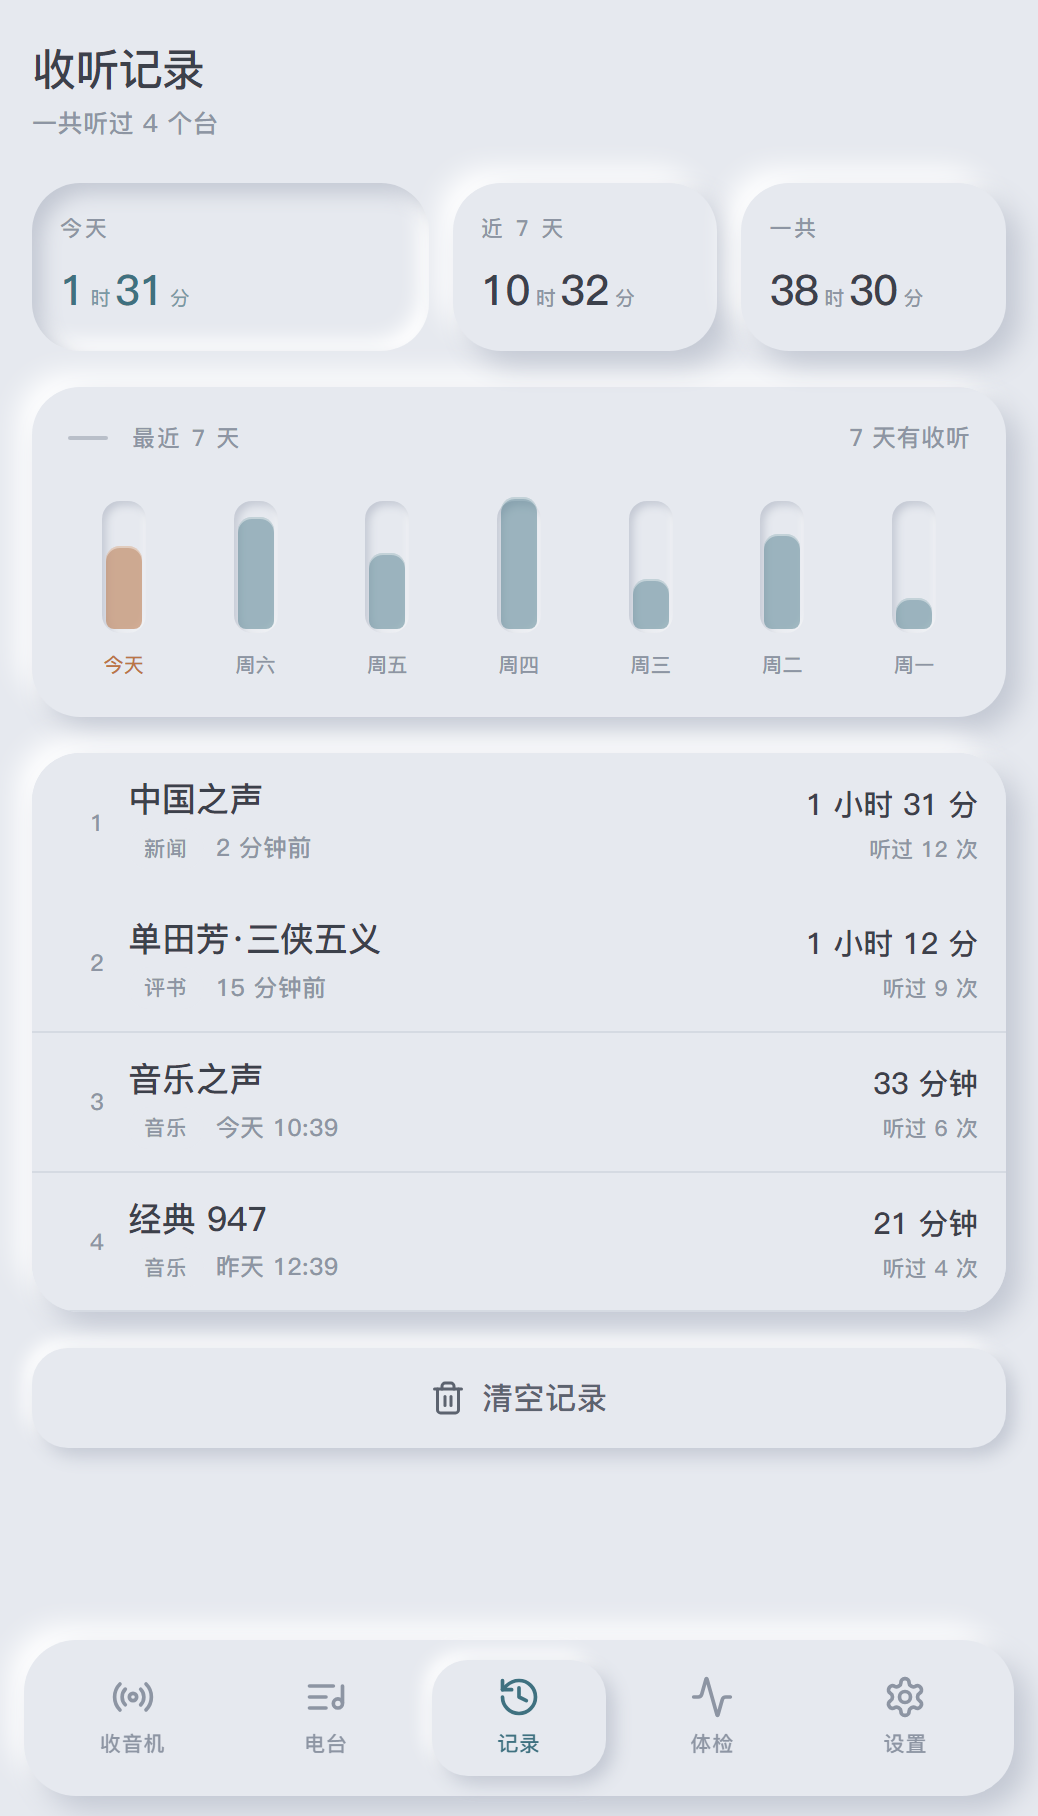 收听记录
一共听过 4 个台
今天
1 时 31 分
近 7 天
10 时 32 分
一共
38 时 30 分
最近 7 天
7 天有收听
今天 周六 周五 周四 周三 周二 周一
1
中国之声
新闻 2 分钟前
1 小时 31 分
听过 12 次
2
单田芳·三侠五义
评书 15 分钟前
1 小时 12 分
听过 9 次
3
音乐之声
音乐 今天 10:39
33 分钟
听过 6 次
4
经典 947
音乐 昨天 12:39
21 分钟
听过 4 次
清空记录
收音机 电台 记录 体检 设置